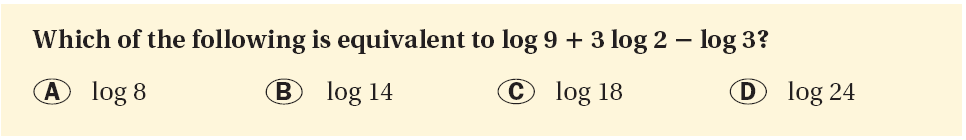 Which of the following is equivalent to log 9 + 3 log 2 − log 3?
A log 8 B log 14 C log 18 D log 24